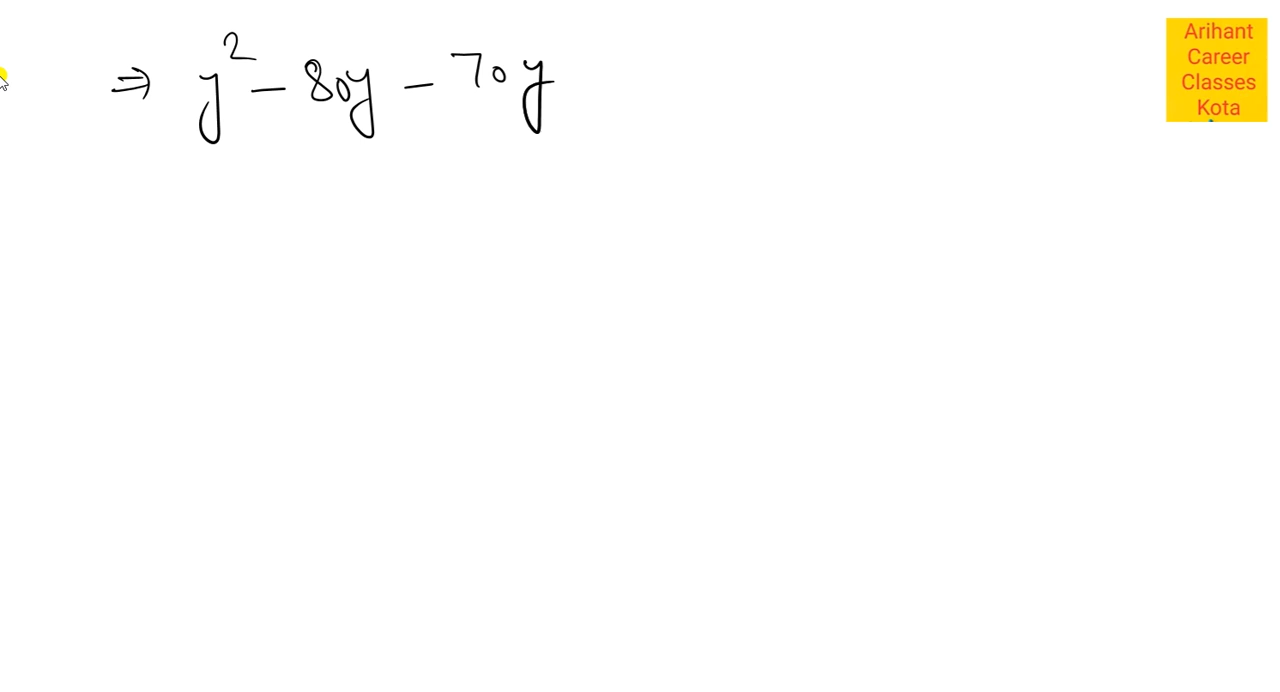 ⇒ y² - 80y - 70y
Arihant
Career
Classes
Kota